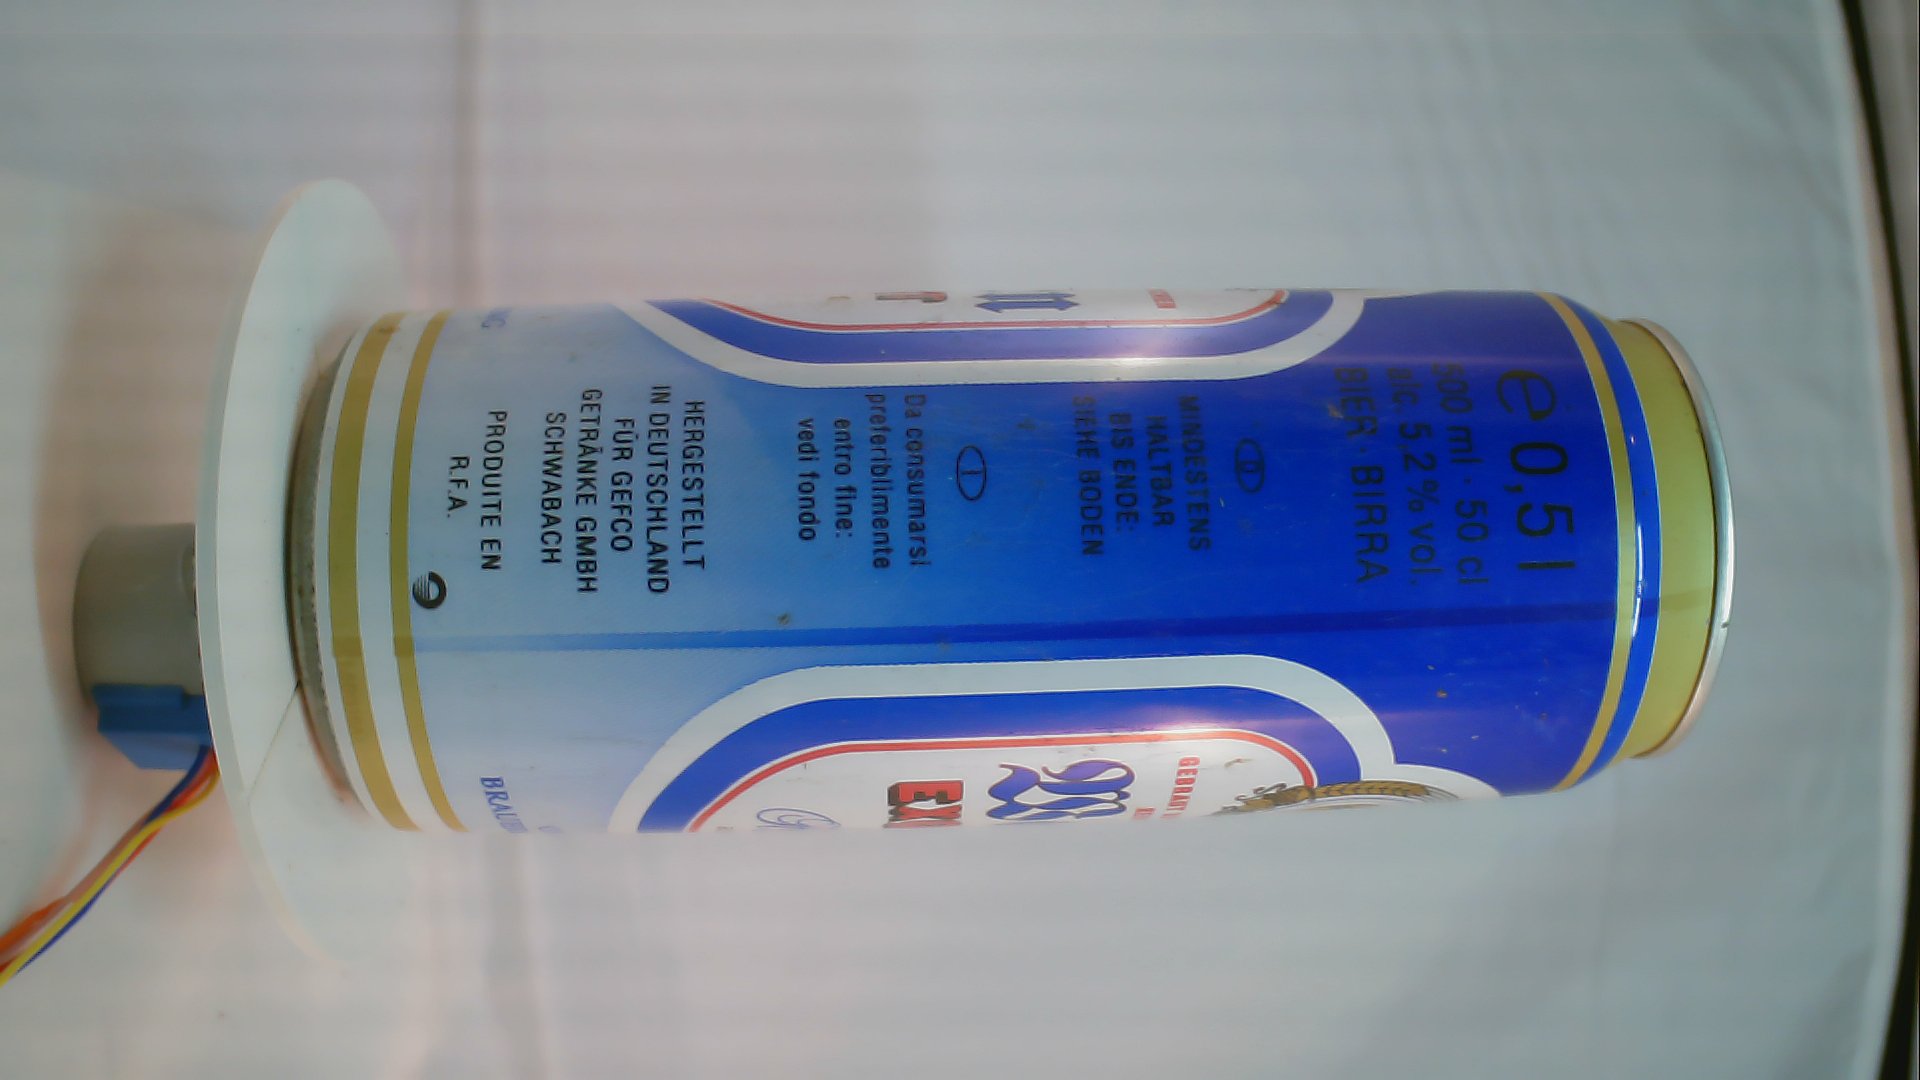 e 0,5 l
500 ml · 50 cl
alc. 5,2 % vol.
BIER · BIRRA
D
MINDESTENS
HALTBAR
BIS ENDE:
SIEHE BODEN
I
Da consumarsi
preferiblimente
entro fine:
vedi fondo
HERGESTELLT
IN DEUTSCHLAND
FÜR GEFCO
GETRÄNKE GMBH
SCHWABACH
PRODUITE EN
R.F.A.